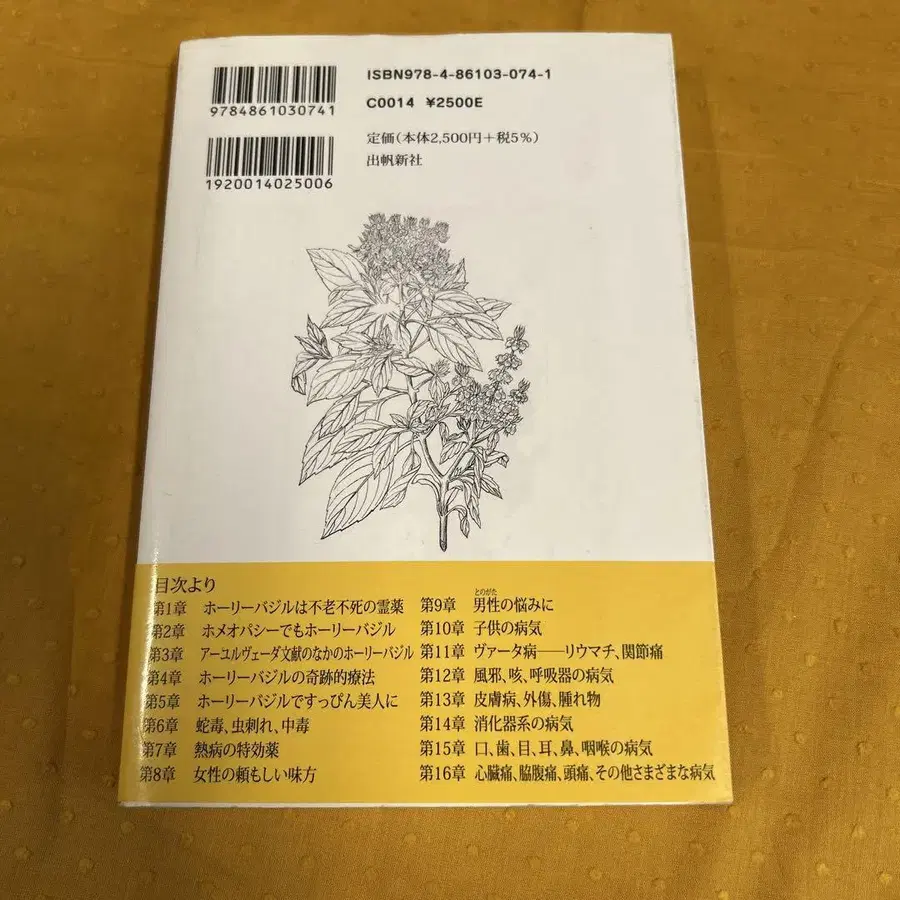 ISBN978-4-86103-074-1
9784861030741
C0014 ¥2500E
定価(本体2,500円+税5%)
出帆新社
1920014025006
目次より
第1章 ホーリーバジルは不老不死の霊薬
第2章 ホメオパシーでもホーリーバジル
第3章 アーユルヴェーダ文献のなかのホーリーバジル
第4章 ホーリーバジルの奇跡的療法
第5章 ホーリーバジルですっぴん美人に
第6章 蛇毒、虫刺れ、中毒
第7章 熱病の特効薬
第8章 女性の頼もしい味方
とのがた
第9章 男性の悩みに
第10章 子供の病気
第11章 ヴァータ病──リウマチ、関節痛
第12章 風邪、咳、呼吸器の病気
第13章 皮膚病、外傷、腫れ物
第14章 消化器系の病気
第15章 口、歯、目、耳、鼻、咽喉の病気
第16章 心臓痛、脇腹痛、頭痛、その他さまざまな病気